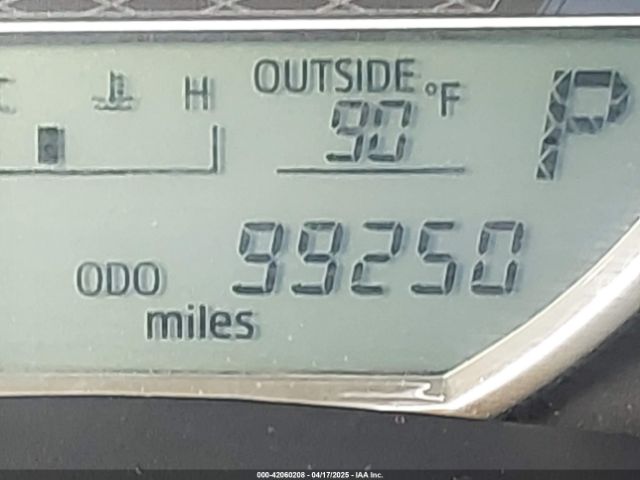 C H OUTSIDE °F P
90
ODO 99250
miles
000-42060208 - 04/17/2025 - IAA Inc.